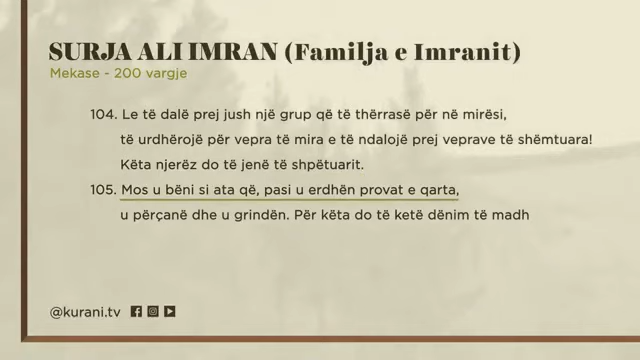 SURJA ALI IMRAN (Familja e Imranit)
Mekase - 200 vargje
104. Le të dalë prej jush një grup që të thërrasë për në mirësi,
të urdhërojë për vepra të mira e të ndalojë prej veprave të shëmtuara!
Këta njerëz do të jenë të shpëtuarit.
105. Mos u bëni si ata që, pasi u erdhën provat e qarta,
u përçanë dhe u grindën. Për këta do të ketë dënim të madh
@kurani.tv